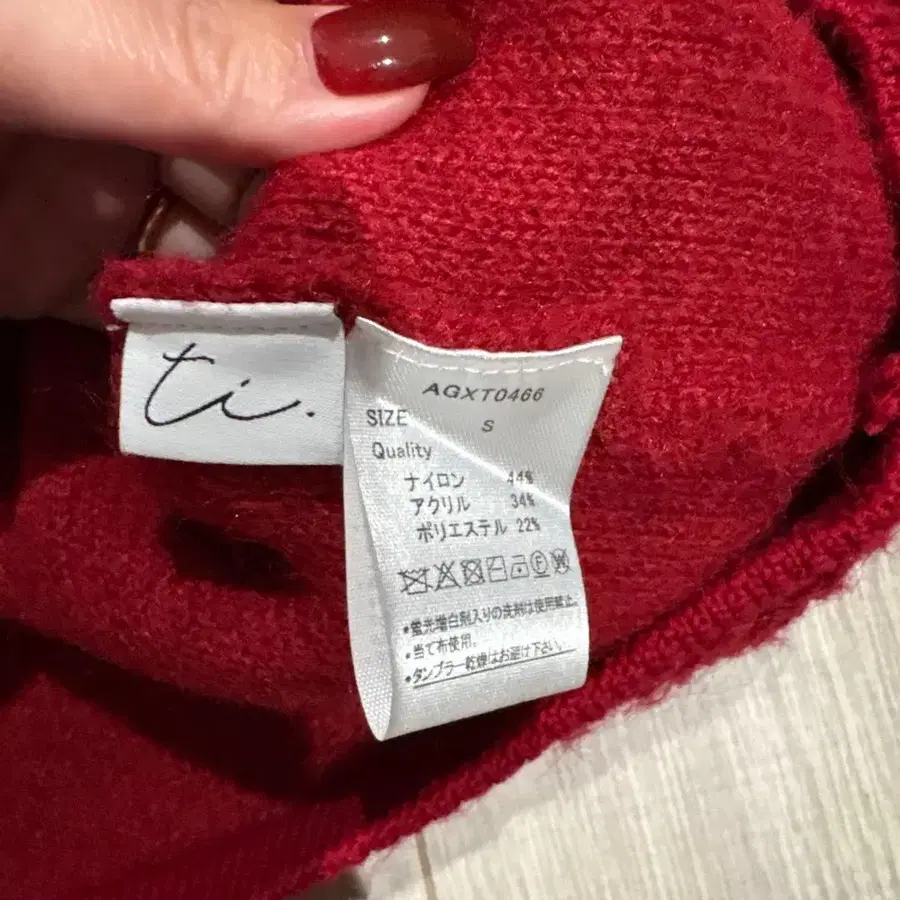 ti.
AGXT0466
SIZE
S
Quality
ナイロン 44%
アクリル 34%
ポリエステル 22%
•蛍光増白剤入りの洗剤は使用禁止。
•当て布使用。
•タンブラー乾燥はお避け下さい。